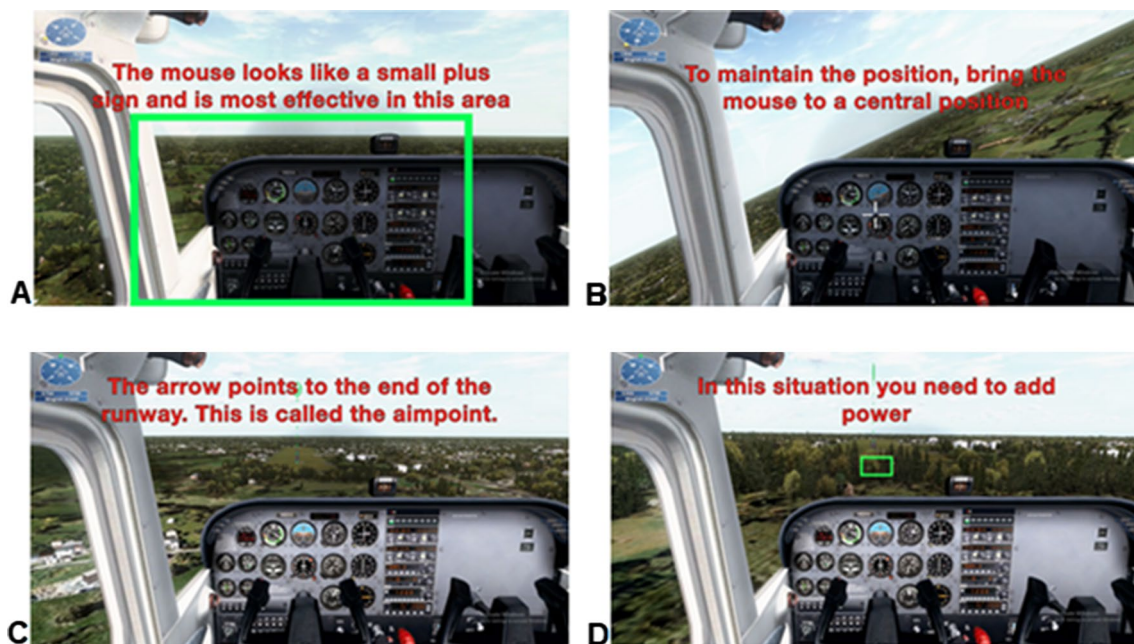 The mouse looks like a small plus
sign and is most effective in this area
A
To maintain the position, bring the
mouse to a central position
B
The arrow points to the end of the
runway. This is called the aimpoint.
C
In this situation you need to add
power
D